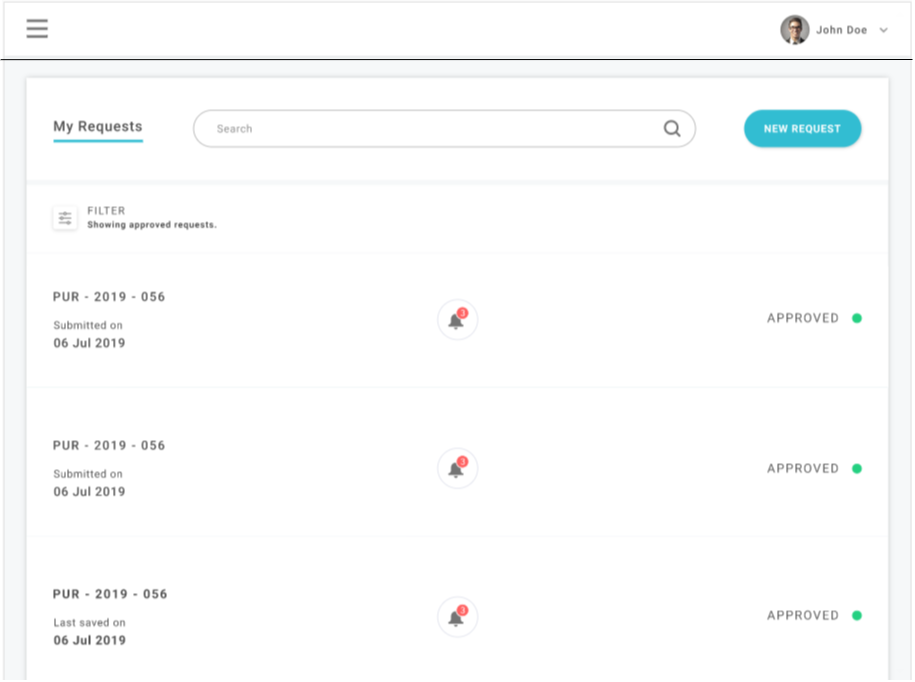 John Doe
My Requests
Search
NEW REQUEST
FILTER
Showing approved requests.
PUR - 2019 - 056
Submitted on
06 Jul 2019
3
APPROVED
PUR - 2019 - 056
Submitted on
06 Jul 2019
3
APPROVED
PUR - 2019 - 056
Last saved on
06 Jul 2019
3
APPROVED